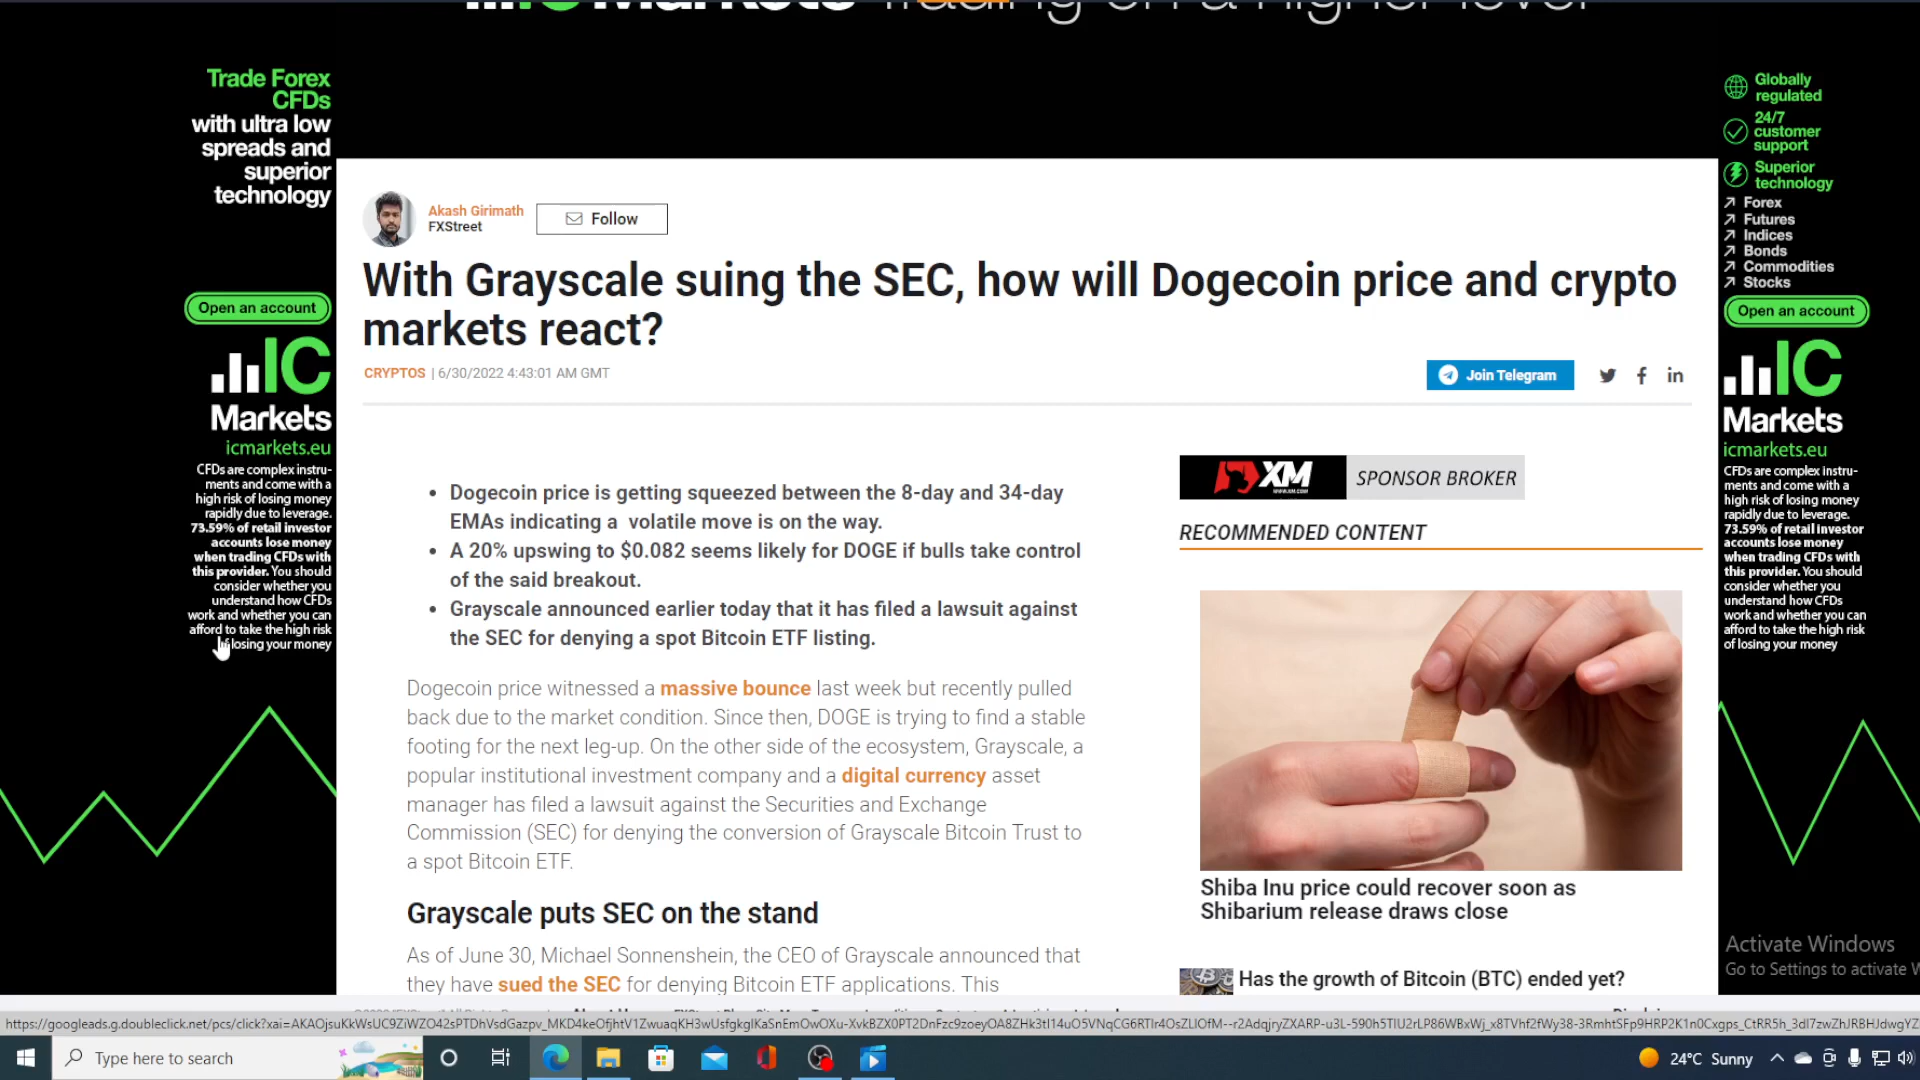 Markets Trading on a higher level
Trade Forex
CFDs
with ultra low
spreads and
superior
technology
Open an account
IC
Markets
icmarkets.eu
CFDs are complex instru-
ments and come with a
high risk of losing money
rapidly due to leverage.
73.59% of retail investor
accounts lose money
when trading CFDs with
this provider. You should
consider whether you
understand how CFDs
work and whether you can
afford to take the high risk
of losing your money
Akash Girimath
FXStreet
Follow
With Grayscale suing the SEC, how will Dogecoin price and crypto
markets react?
CRYPTOS | 6/30/2022 4:43:01 AM GMT
Join Telegram
• Dogecoin price is getting squeezed between the 8-day and 34-day
EMAs indicating a volatile move is on the way.
• A 20% upswing to $0.082 seems likely for DOGE if bulls take control
of the said breakout.
• Grayscale announced earlier today that it has filed a lawsuit against
the SEC for denying a spot Bitcoin ETF listing.
Dogecoin price witnessed a massive bounce last week but recently pulled
back due to the market condition. Since then, DOGE is trying to find a stable
footing for the next leg-up. On the other side of the ecosystem, Grayscale, a
popular institutional investment company and a digital currency asset
manager has filed a lawsuit against the Securities and Exchange
Commission (SEC) for denying the conversion of Grayscale Bitcoin Trust to
a spot Bitcoin ETF.
Grayscale puts SEC on the stand
As of June 30, Michael Sonnenshein, the CEO of Grayscale announced that
they have sued the SEC for denying Bitcoin ETF applications. This
XM
WWW.XM.COM
SPONSOR BROKER
RECOMMENDED CONTENT
Shiba Inu price could recover soon as
Shibarium release draws close
Has the growth of Bitcoin (BTC) ended yet?
Globally
regulated
24/7
customer
support
Superior
technology
Forex
Futures
Indices
Bonds
Commodities
Stocks
Open an account
IC
Markets
icmarkets.eu
CFDs are complex instru-
ments and come with a
high risk of losing money
rapidly due to leverage.
73.59% of retail investor
accounts lose money
when trading CFDs with
this provider. You should
consider whether you
understand how CFDs
work and whether you can
afford to take the high risk
of losing your money
Activate Windows
Go to Settings to activate W
Type here to search
24°C Sunny